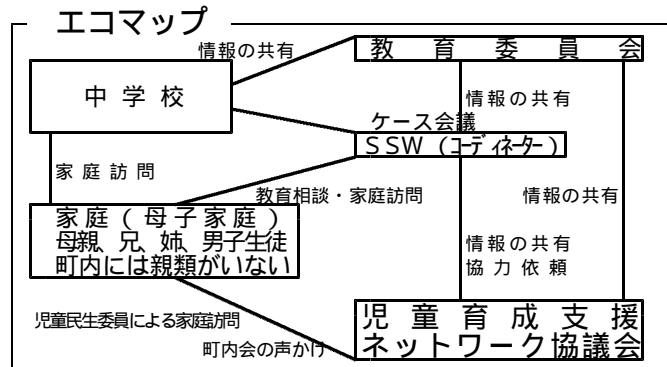 エコマップ
情報の共有
教育委員会
中学校
情報の共有
ケース会議
SSW(コーディネーター)
家庭訪問
教育相談・家庭訪問
情報の共有
家庭(母子家庭)
母親、兄、姉、男子生徒
町内には親類がいない
情報の共有
協力依頼
児童民生委員による家庭訪問
児童育成支援
ネットワーク協議会
町内会の声かけ